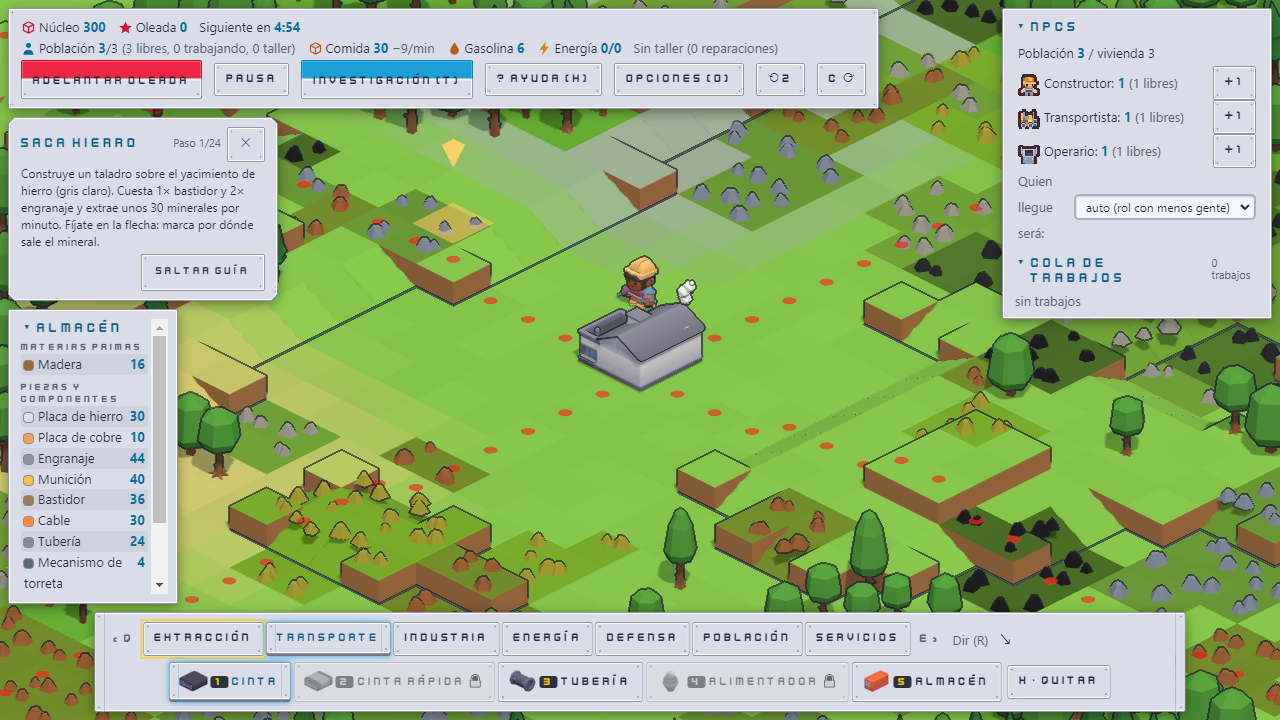 Núcleo 300 Oleada 0 Siguiente en 4:54
Población 3/3 (3 libres, 0 trabajando, 0 taller) Comida 30 −9/min Gasolina 6 Energía 0/0 Sin taller (0 reparaciones)
ADELANTAR OLEADA PAUSA INVESTIGACIÓN (T) ? AYUDA (H) OPCIONES (O) ⟲2 C ⟳
SACA HIERRO Paso 1/24 ×
Construye un taladro sobre el yacimiento de
hierro (gris claro). Cuesta 1× bastidor y 2×
engranaje y extrae unos 30 minerales por
minuto. Fíjate en la flecha: marca por dónde
sale el mineral.
SALTAR GUÍA
ALMACÉN
MATERIAS PRIMAS
Madera 16
PIEZAS Y
COMPONENTES
Placa de hierro 30
Placa de cobre 10
Engranaje 44
Munición 40
Bastidor 36
Cable 30
Tubería 24
Mecanismo de 4
torreta
NPCS
Población 3 / vivienda 3
Constructor: 1 (1 libres) +1
Transportista: 1 (1 libres) +1
Operario: 1 (1 libres) +1
Quien
llegue auto (rol con menos gente)
será:
COLA DE 0
TRABAJOS trabajos
sin trabajos
‹ Q EXTRACCIÓN TRANSPORTE INDUSTRIA ENERGÍA DEFENSA POBLACIÓN SERVICIOS E › Dir (R) ↘
1 CINTA 2 CINTA RÁPIDA 3 TUBERÍA 4 ALIMENTADOR 5 ALMACÉN X · QUITAR